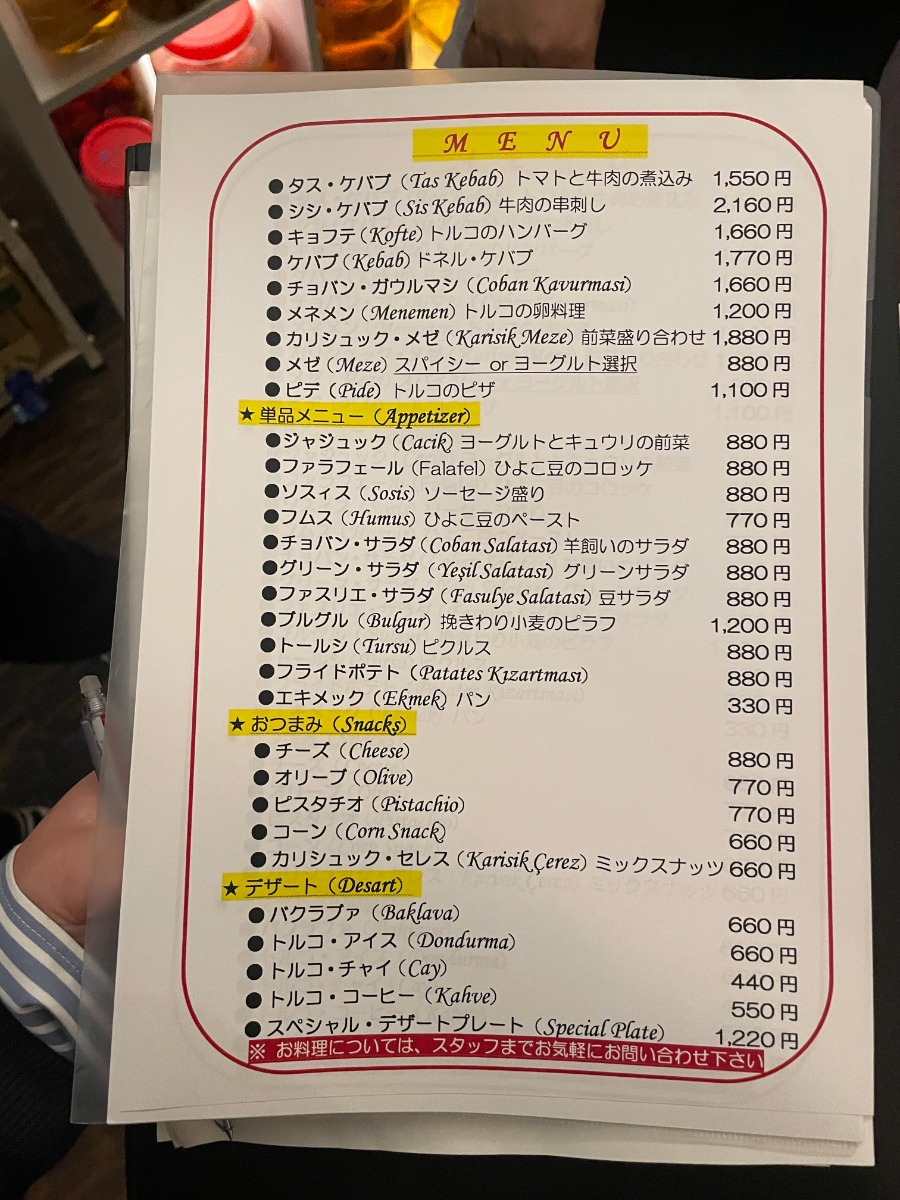 MENU
●タス・ケバブ（Tas Kebab）トマトと牛肉の煮込み 1,550円
●シシ・ケバブ（Sis Kebab）牛肉の串刺し 2,160円
●キョフテ（Kofte）トルコのハンバーグ 1,660円
●ケバブ（Kebab）ドネル・ケバブ 1,770円
●チョバン・ガウルマシ（Coban Kavurmasi） 1,660円
●メネメン（Menemen）トルコの卵料理 1,200円
●カリシュック・メゼ（Karisik Meze）前菜盛り合わせ 1,880円
●メゼ（Meze）スパイシー or ヨーグルト選択 880円
●ピデ（Pide）トルコのピザ 1,100円
★単品メニュー（Appetizer）
●ジャジュック（Cacik）ヨーグルトとキュウリの前菜 880円
●ファラフェール（Falafel）ひよこ豆のコロッケ 880円
●ソスィス（Sosis）ソーセージ盛り 880円
●フムス（Humus）ひよこ豆のペースト 770円
●チョバン・サラダ（Coban Salatasi）羊飼いのサラダ 880円
●グリーン・サラダ（Yeşil Salatasi）グリーンサラダ 880円
●ファスリエ・サラダ（Fasulye Salatasi）豆サラダ 880円
●ブルグル（Bulgur）挽きわり小麦のピラフ 1,200円
●トールシ（Tursu）ピクルス 880円
●フライドポテト（Patates Kızartması） 880円
●エキメック（Ekmek）パン 330円
★おつまみ（Snacks）
●チーズ（Cheese） 880円
●オリーブ（Olive） 770円
●ピスタチオ（Pistachio） 770円
●コーン（Corn Snack） 660円
●カリシュック・セレス（Karisik Çerez）ミックスナッツ 660円
★デザート（Desart）
●バクラブァ（Baklava） 660円
●トルコ・アイス（Dondurma） 660円
●トルコ・チャイ（Cay） 440円
●トルコ・コーヒー（Kahve） 550円
●スペシャル・デザートプレート（Special Plate） 1,220円
※ お料理については、スタッフまでお気軽にお問い合わせ下さい